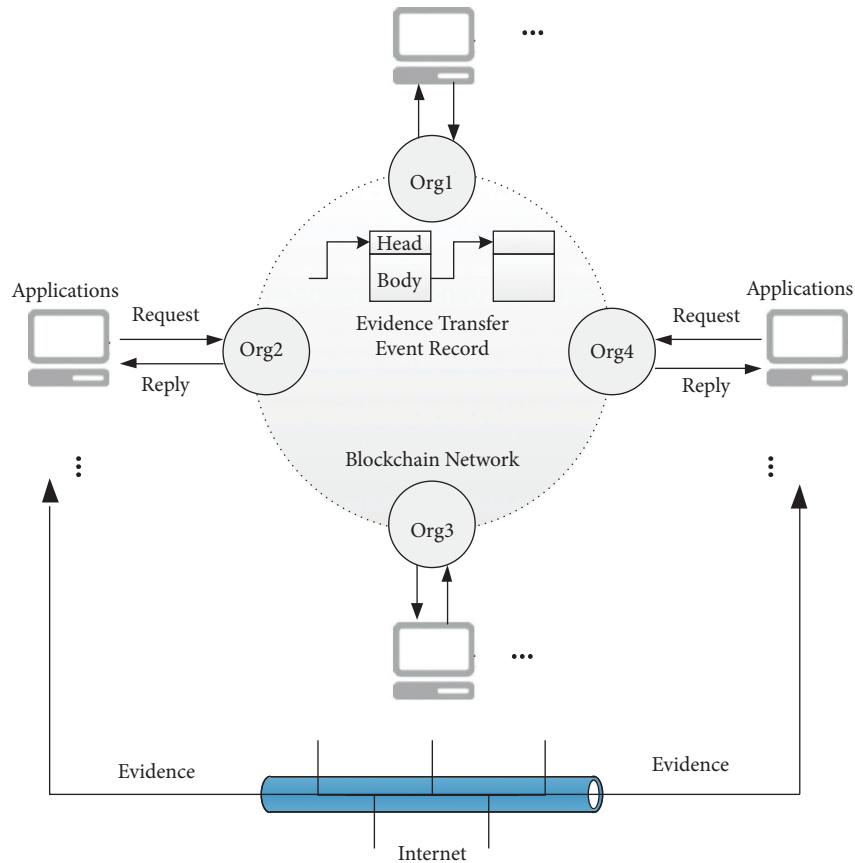 ...
Org1
Head
Body
Evidence Transfer
Event Record
Applications
Request
Reply
Org2
Applications
Request
Reply
Org4
...
...
Blockchain Network
Org3
...
Evidence
Evidence
Internet